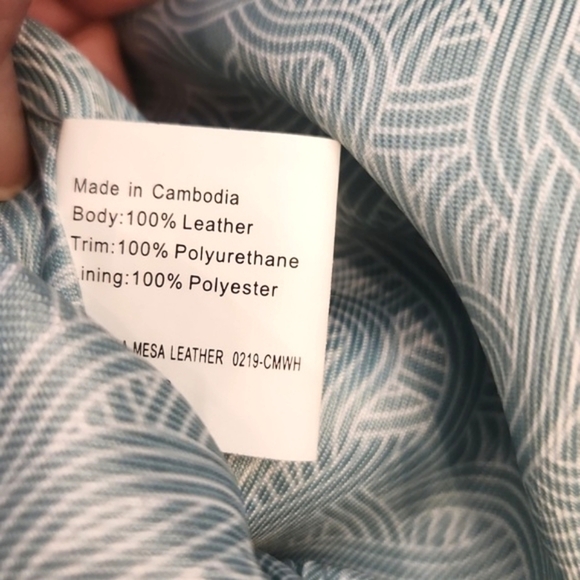 Made in Cambodia
Body:100% Leather
Trim:100% Polyurethane
ining:100% Polyester
MESA LEATHER 0219-CMWH